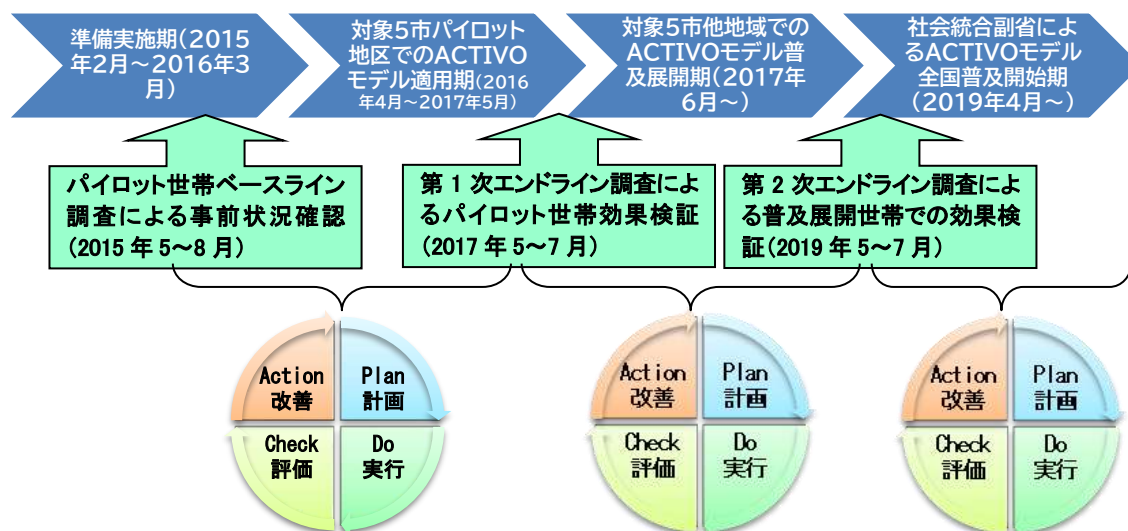 準備実施期(2015
年2月～2016年3
月)
対象5市パイロット
地区でのACTIVO
モデル適用期(2016
年4月～2017年5月)
対象5市他地域での
ACTIVOモデル普
及展開期(2017年
6月～)
社会統合副省に
よるACTIVOモデル
全国普及開始期
(2019年4月～)
パイロット世帯ベースライン
調査による事前状況確認
(2015 年 5～8 月)
第 1 次エンドライン調査によ
るパイロット世帯効果検証
(2017 年 5～7 月)
第 2 次エンドライン調査によ
る普及展開世帯での効果検
証(2019 年 5～7 月)
Action
改善
Plan
計画
Check
評価
Do
実行
Action
改善
Plan
計画
Check
評価
Do
実行
Action
改善
Plan
計画
Check
評価
Do
実行